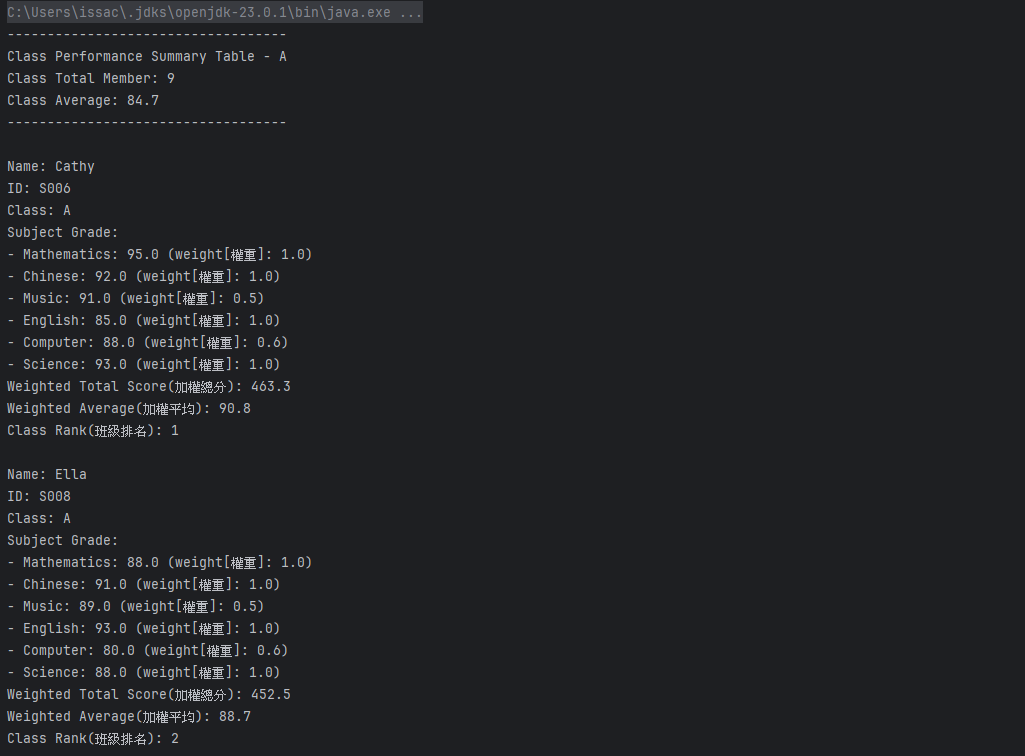 C:\Users\issac\.jdks\openjdk-23.0.1\bin\java.exe ...
-----------------------------------
Class Performance Summary Table - A
Class Total Member: 9
Class Average: 84.7
-----------------------------------
Name: Cathy
ID: S006
Class: A
Subject Grade:
- Mathematics: 95.0 (weight[權重]: 1.0)
- Chinese: 92.0 (weight[權重]: 1.0)
- Music: 91.0 (weight[權重]: 0.5)
- English: 85.0 (weight[權重]: 1.0)
- Computer: 88.0 (weight[權重]: 0.6)
- Science: 93.0 (weight[權重]: 1.0)
Weighted Total Score(加權總分): 463.3
Weighted Average(加權平均): 90.8
Class Rank(班級排名): 1
Name: Ella
ID: S008
Class: A
Subject Grade:
- Mathematics: 88.0 (weight[權重]: 1.0)
- Chinese: 91.0 (weight[權重]: 1.0)
- Music: 89.0 (weight[權重]: 0.5)
- English: 93.0 (weight[權重]: 1.0)
- Computer: 80.0 (weight[權重]: 0.6)
- Science: 88.0 (weight[權重]: 1.0)
Weighted Total Score(加權總分): 452.5
Weighted Average(加權平均): 88.7
Class Rank(班級排名): 2